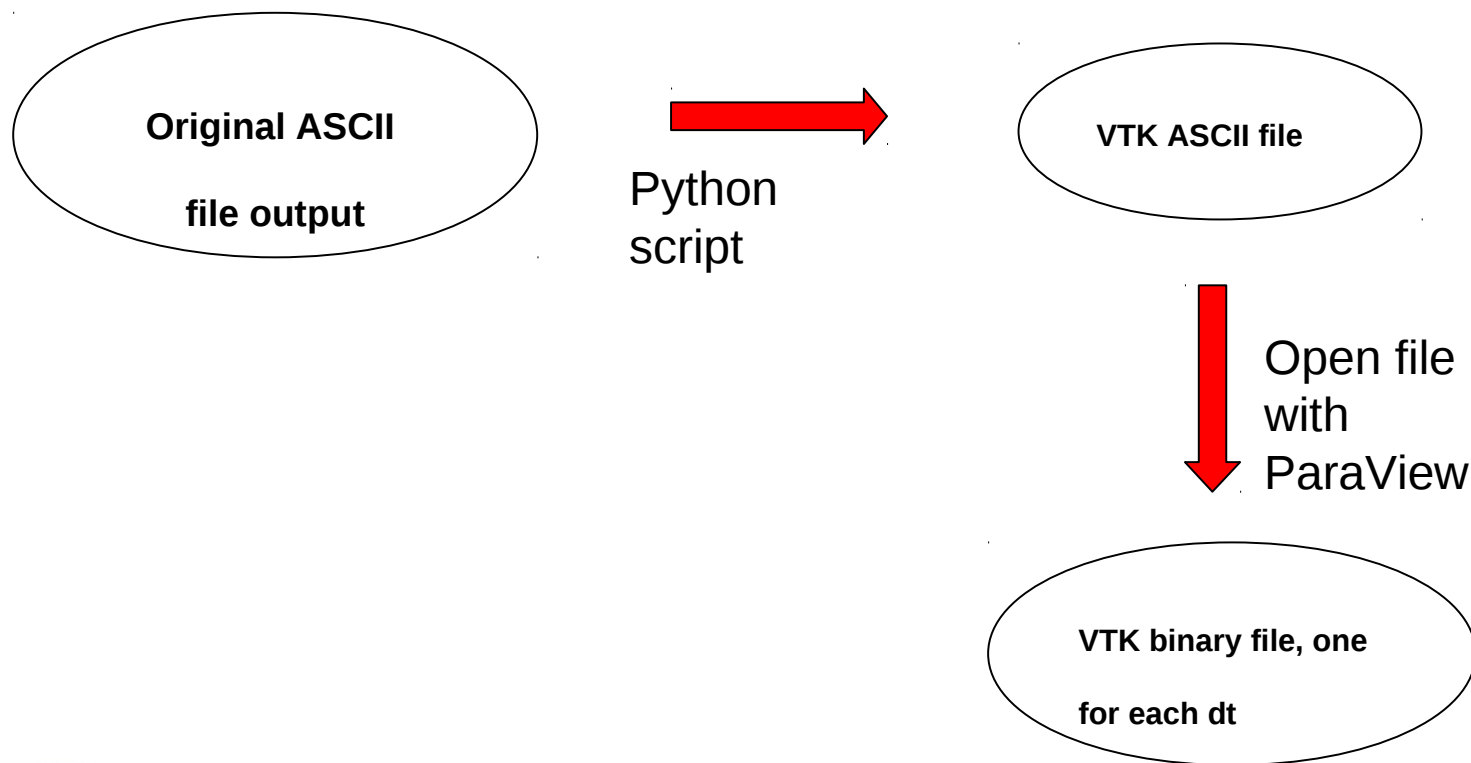 Original ASCII
file output
Python
script
VTK ASCII file
Open file
with
ParaView
VTK binary file, one
for each dt